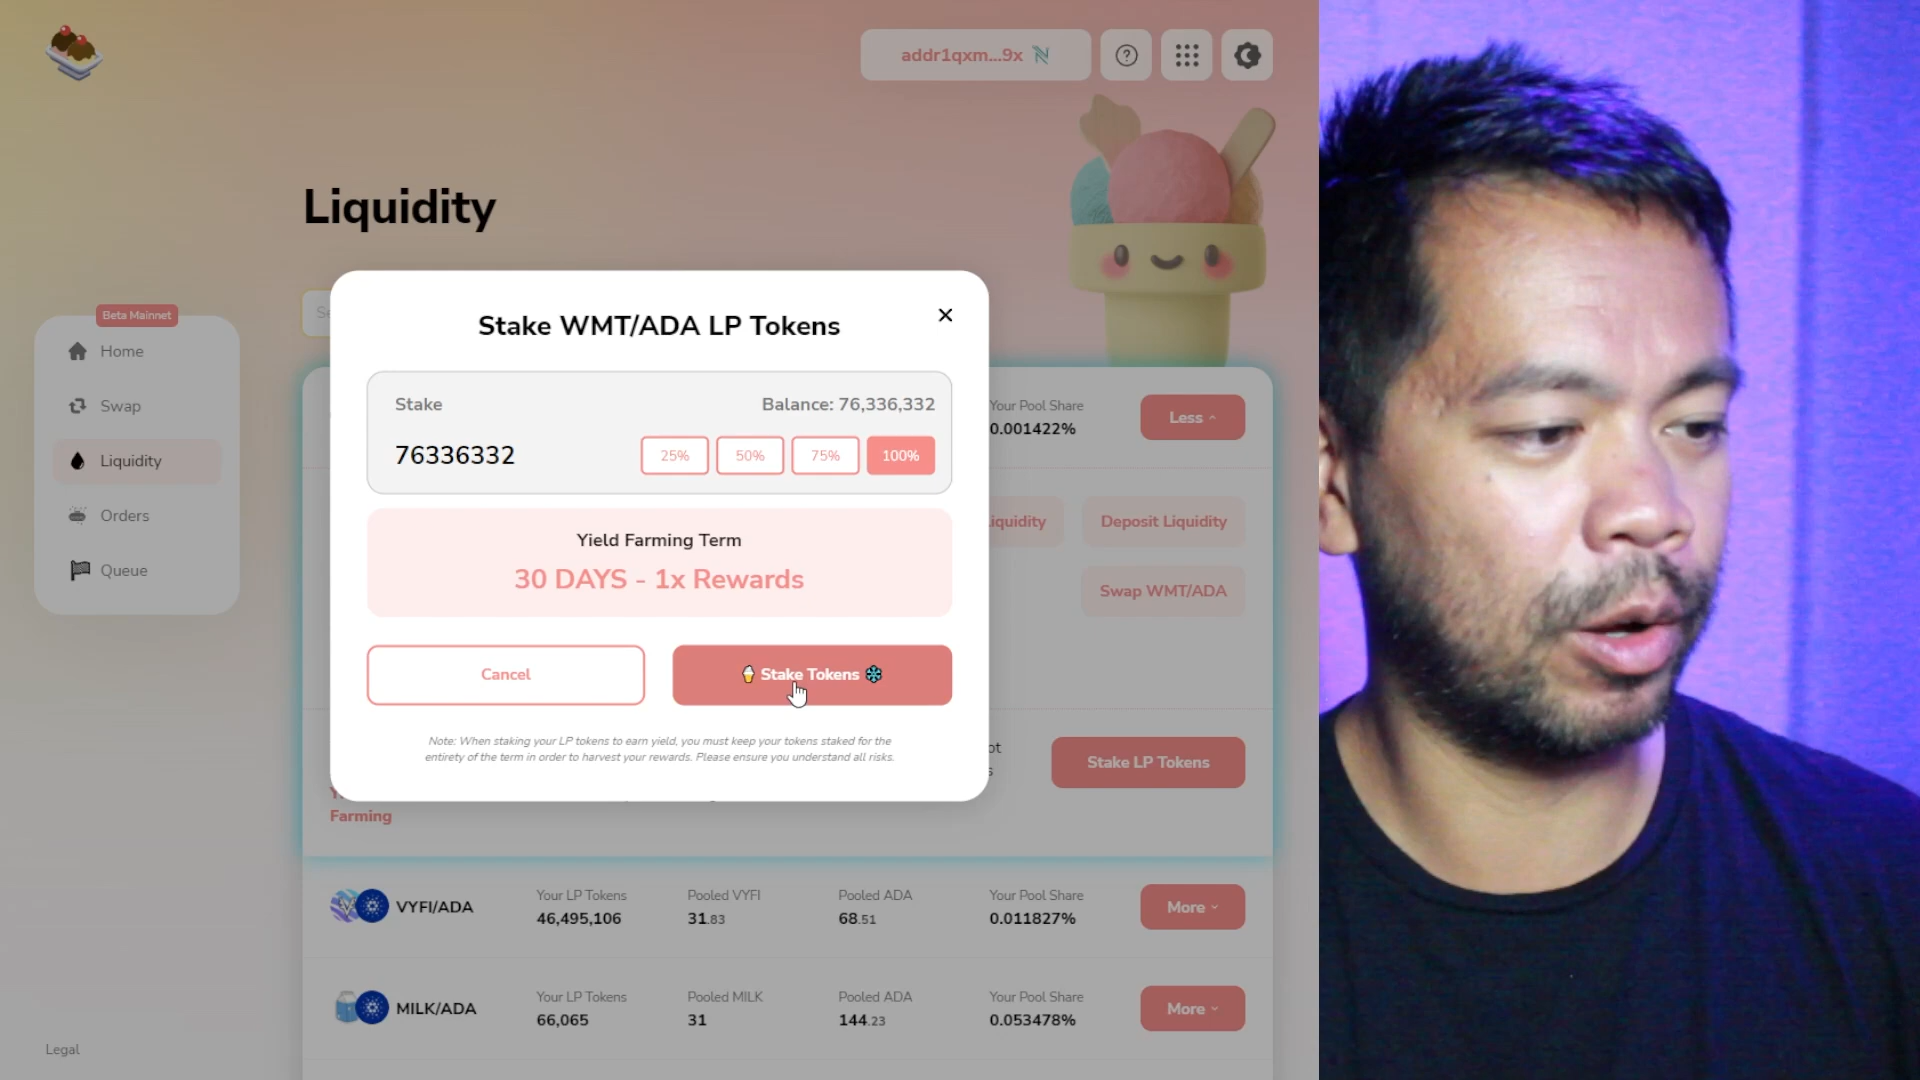 addr1qxm...9x
Liquidity
Beta Mainnet
Home
Swap
Liquidity
Orders
Queue
Legal
Stake WMT/ADA LP Tokens
Stake
Balance: 76,336,332
76336332
25%
50%
75%
100%
Yield Farming Term
30 DAYS - 1x Rewards
Cancel
Stake Tokens
Note: When staking your LP tokens to earn yield, you must keep your tokens staked for the
entirety of the term in order to harvest your rewards. Please ensure you understand all risks.
Your Pool Share
0.001422%
Less
Deposit Liquidity
Swap WMT/ADA
Stake LP Tokens
Farming
VYFI/ADA
Your LP Tokens
46,495,106
Pooled VYFI
31.83
Pooled ADA
68.51
Your Pool Share
0.011827%
More
MILK/ADA
Your LP Tokens
66,065
Pooled MILK
31
Pooled ADA
144.23
Your Pool Share
0.053478%
More